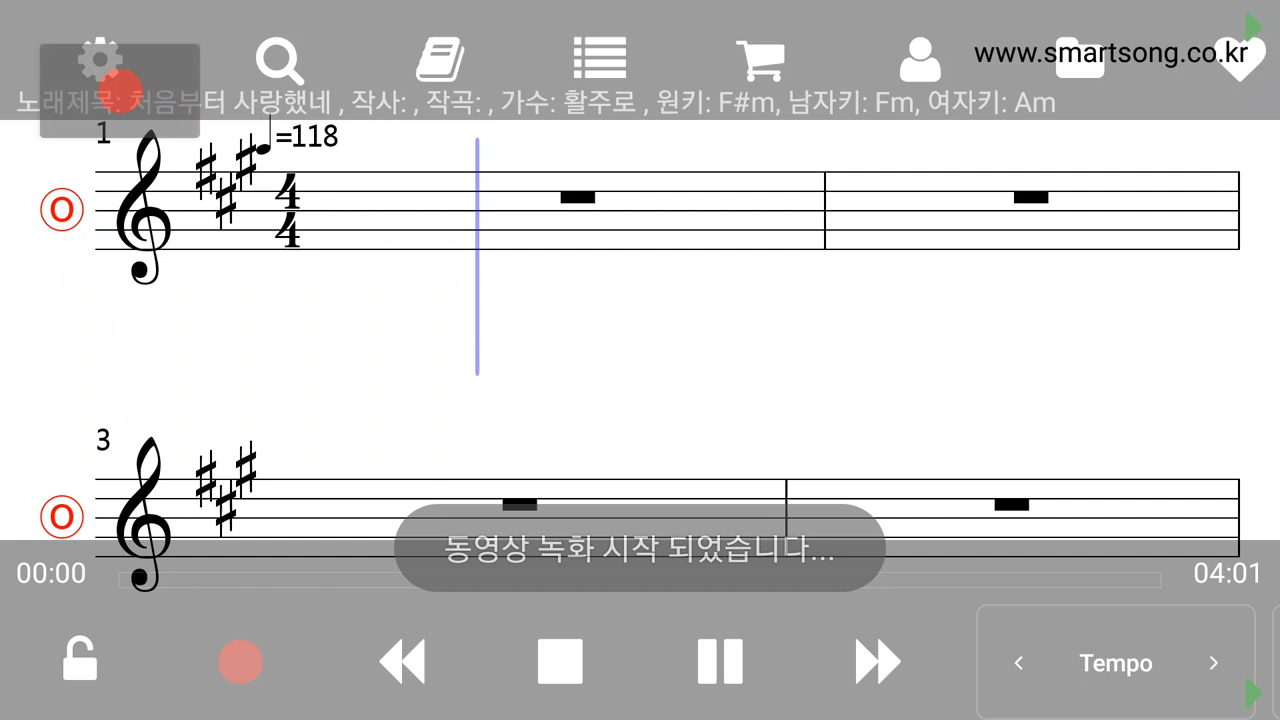 www.smartsong.co.kr
노래제목: 처음부터 사랑했네 , 작사: , 작곡: , 가수: 활주로 , 원키: F#m, 남자키: Fm, 여자키: Am
1
=118
O
4
4
3
O
동영상 녹화 시작 되었습니다...
00:00
04:01
Tempo